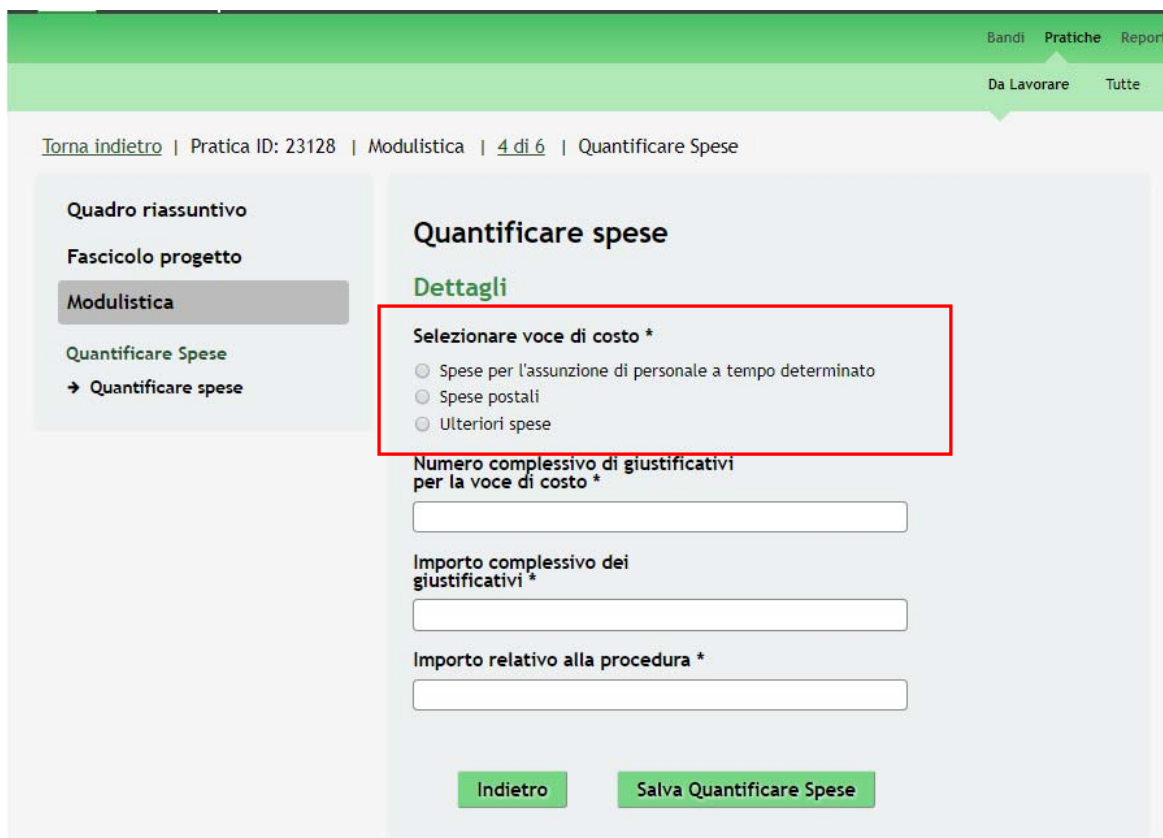 Bandi Pratiche Report
Da Lavorare Tutte
Torna indietro | Pratica ID: 23128 | Modulistica | 4 di 6 | Quantificare Spese
Quadro riassuntivo
Fascicolo progetto
Modulistica
Quantificare Spese
→ Quantificare spese
Quantificare spese
Dettagli
Selezionare voce di costo *
Spese per l'assunzione di personale a tempo determinato
Spese postali
Ulteriori spese
Numero complessivo di giustificativi
per la voce di costo *
Importo complessivo dei
giustificativi *
Importo relativo alla procedura *
Indietro Salva Quantificare Spese